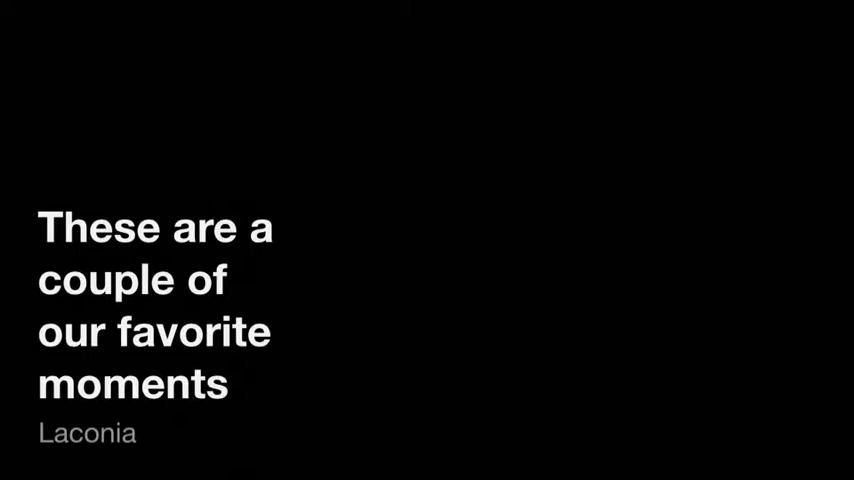 These are a
couple of
our favorite
moments
Laconia